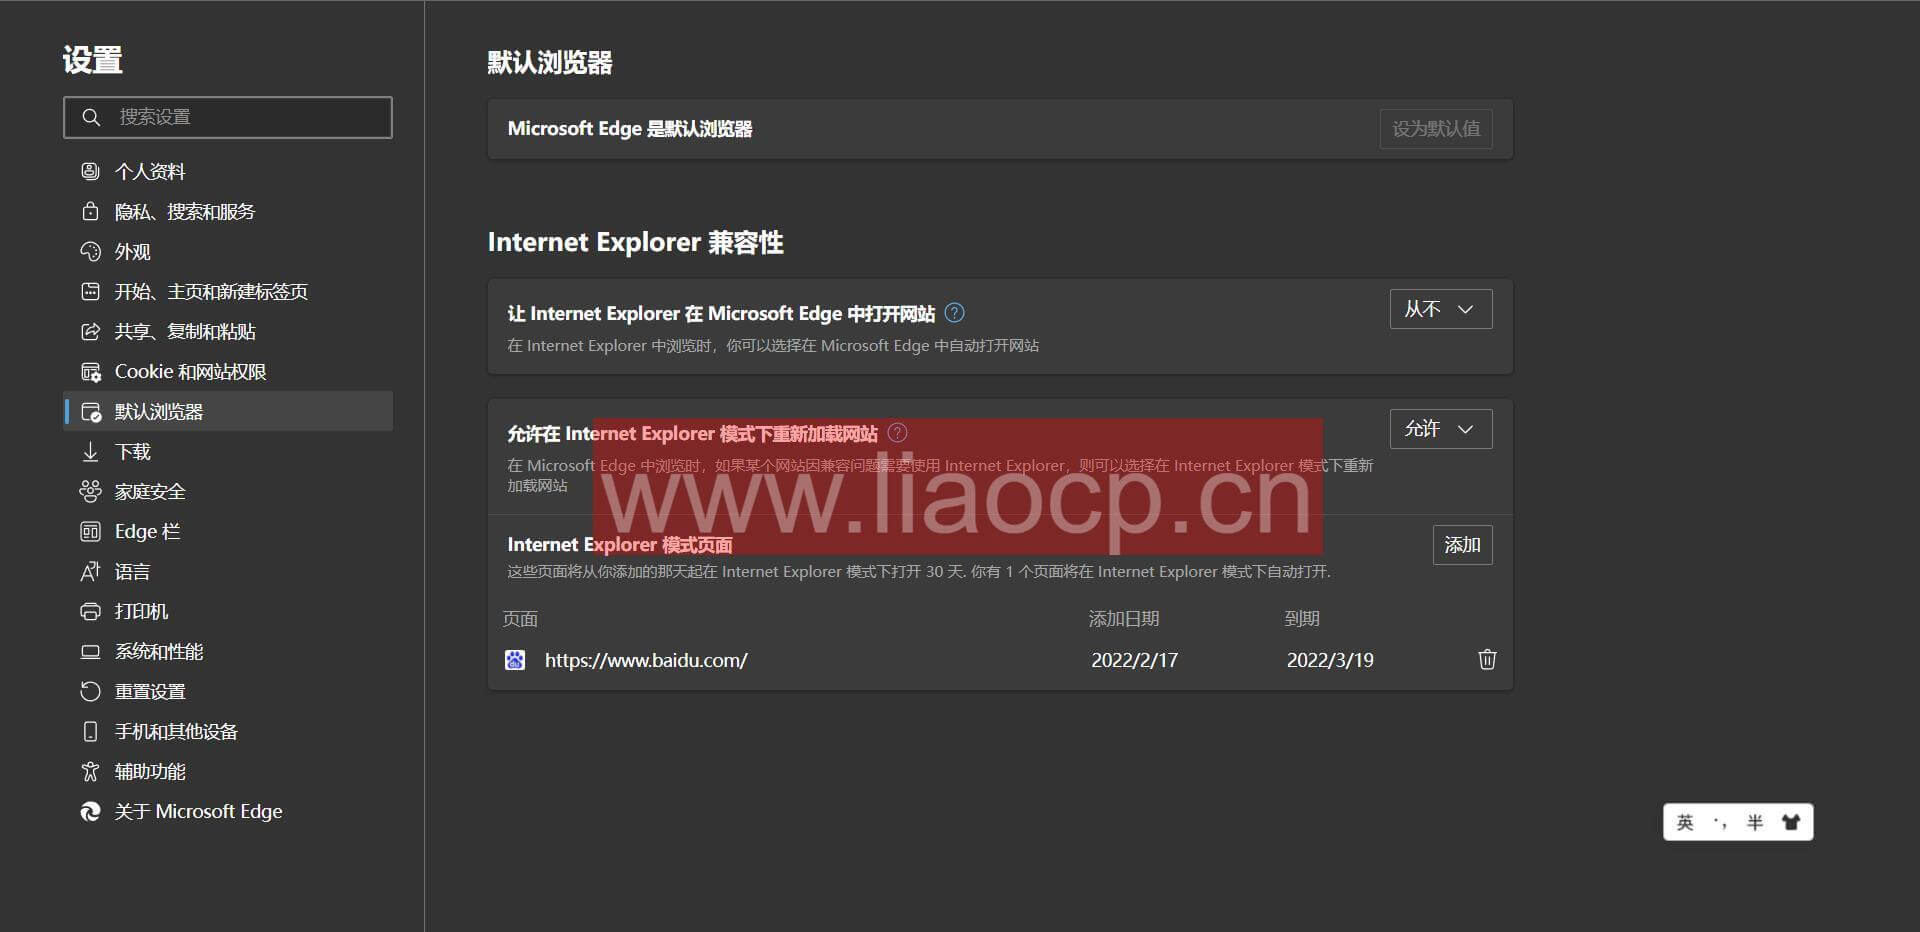 设置
搜索设置
个人资料
隐私、搜索和服务
外观
开始、主页和新建标签页
共享、复制和粘贴
Cookie 和网站权限
默认浏览器
下载
家庭安全
Edge 栏
语言
打印机
系统和性能
重置设置
手机和其他设备
辅助功能
关于 Microsoft Edge
默认浏览器
Microsoft Edge 是默认浏览器
设为默认值
Internet Explorer 兼容性
让 Internet Explorer 在 Microsoft Edge 中打开网站
从不
在 Internet Explorer 中浏览时，你可以选择在 Microsoft Edge 中自动打开网站
允许在 Internet Explorer 模式下重新加载网站
允许
在 Microsoft Edge 中浏览时，如果某个网站因兼容问题需要使用 Internet Explorer，则可以选择在 Internet Explorer 模式下重新
加载网站
www.liaocp.cn
Internet Explorer 模式页面
添加
这些页面将从你添加的那天起在 Internet Explorer 模式下打开 30 天. 你有 1 个页面将在 Internet Explorer 模式下自动打开.
页面 添加日期 到期
https://www.baidu.com/ 2022/2/17 2022/3/19
英 ·, 半